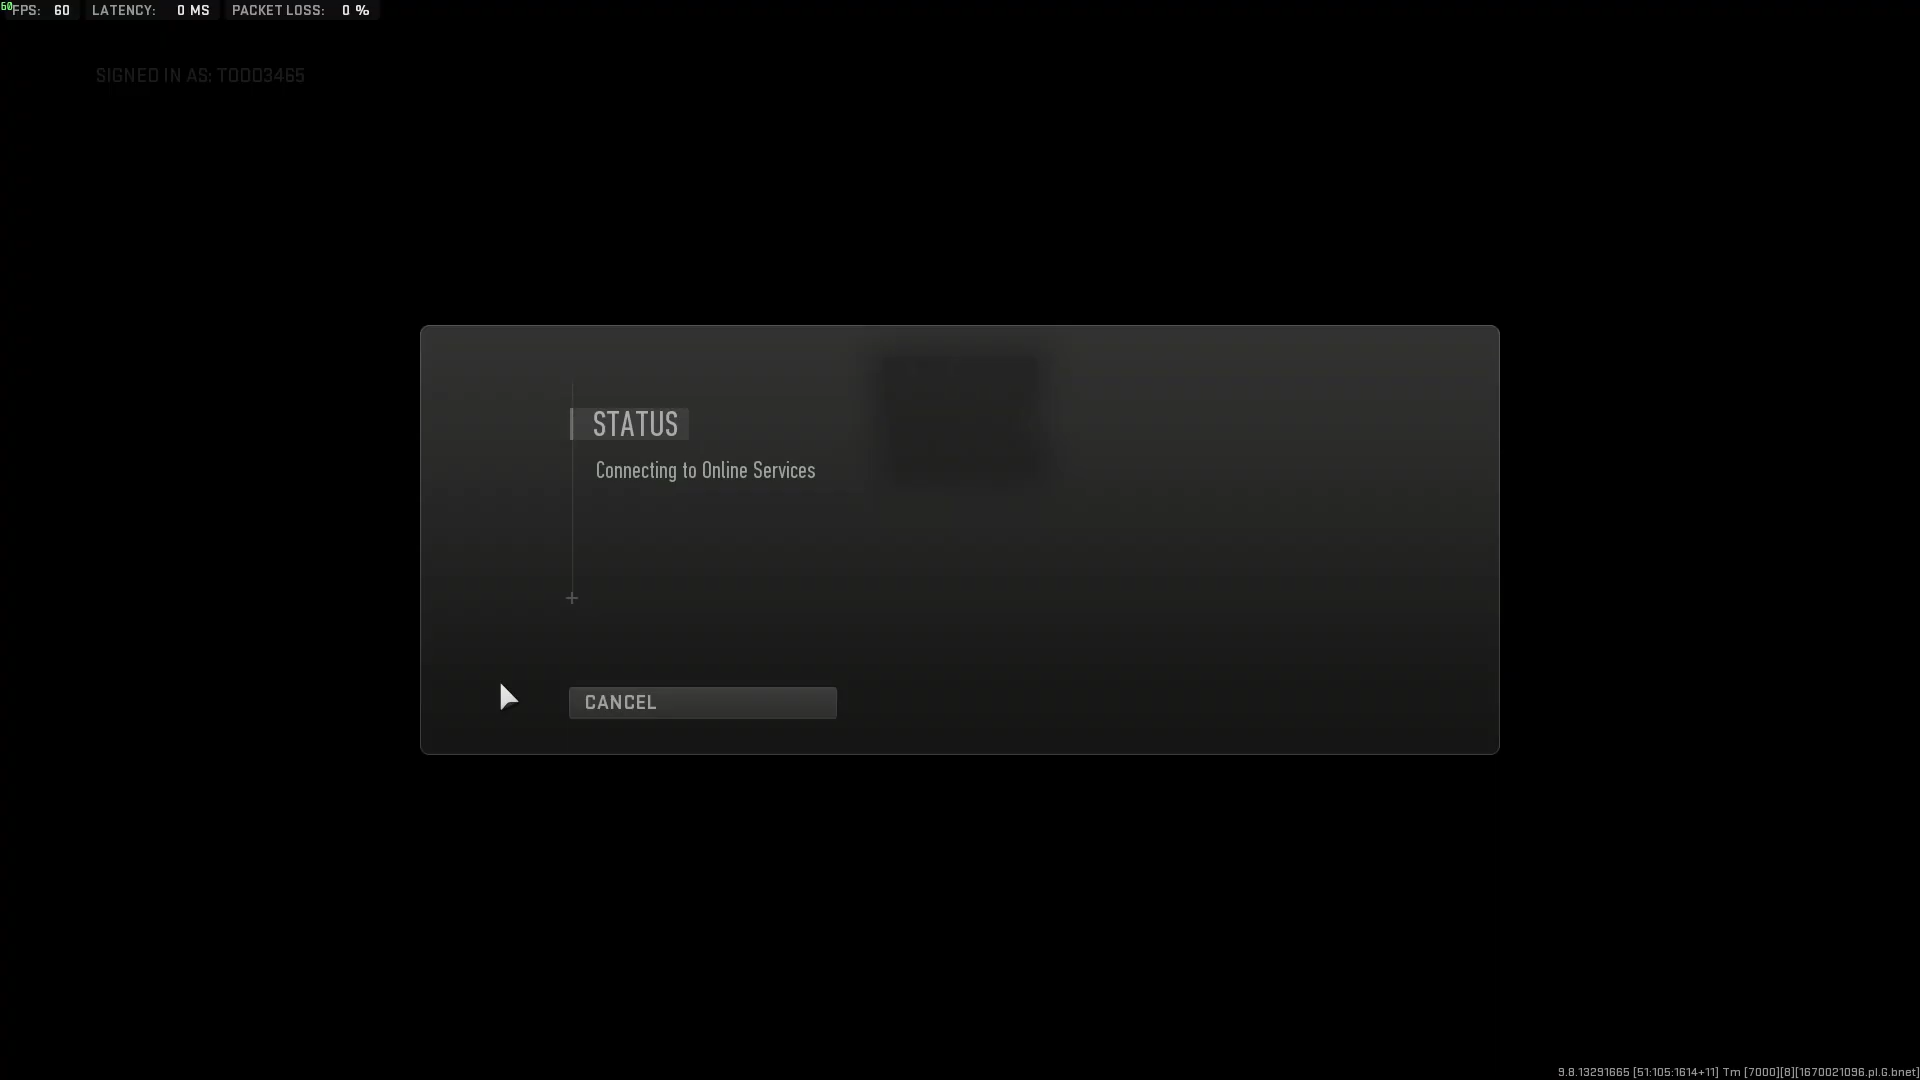 60
FPS: 60 LATENCY: 0 MS PACKET LOSS: 0 %
SIGNED IN AS: TODD3465
STATUS
Connecting to Online Services
CANCEL
9.8.13291665 [51:105:1614+11] Tm [7000][8][1670021096.pl.G.bnet]